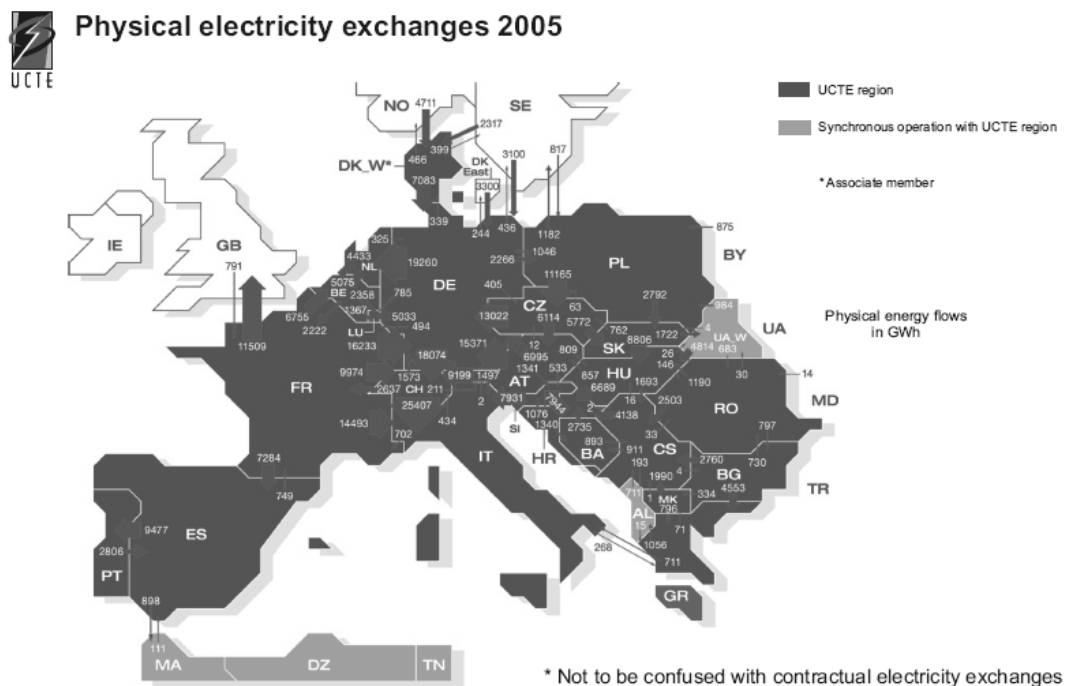 Physical electricity exchanges 2005
UCTE
UCTE region
Synchronous operation with UCTE region
*Associate member
Physical energy flows
in GWh
NO
4711
SE
2317
399
466
DK_W*
DK
East
3100
817
7083
3300
339
244
436
1182
875
BY
IE
GB
791
325
4433
NL
19260
2266
1046
PL
DE
11165
5075
BE
2358
785
405
CZ
63
2792
984
6755
2222
1367
LU
5033
494
13022
6114
5772
762
8806
1722
4
4814
UA_W
683
UA
11509
16233
18074
15371
12
6995
809
SK
26
146
30
14
FR
9974
1573
2637
CH
211
9199
1497
1341
AT
533
857
HU
6689
1693
1190
MD
25407
2
7931
7944
2
16
4138
2503
RO
14493
434
SI
1076
1340
2735
33
797
702
IT
HR
893
BA
911
CS
193
2760
730
7284
749
1990
4
BG
TR
711
1
MK
334
4553
ES
9477
AL
15
796
71
2806
268
1056
711
PT
898
GR
111
MA
DZ
TN
* Not to be confused with contractual electricity exchanges